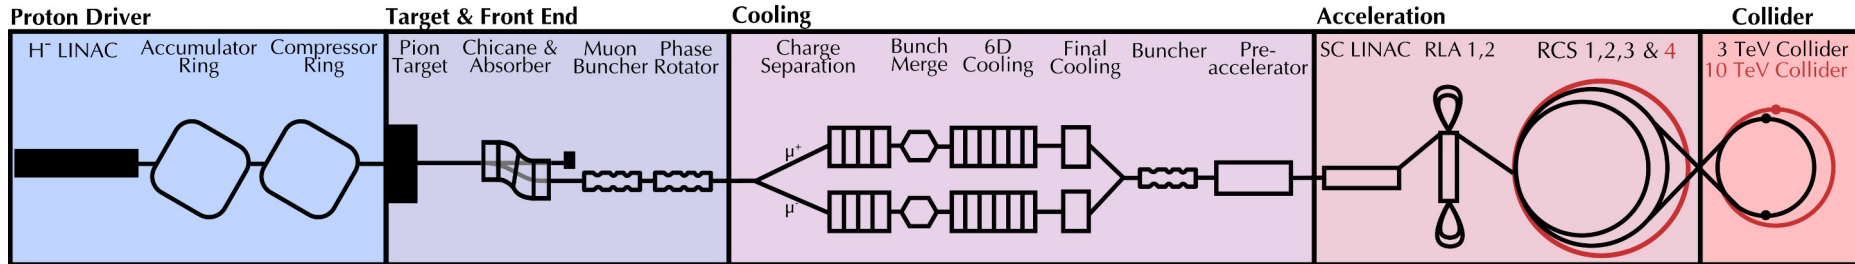 Proton Driver
Target & Front End
Cooling
Acceleration
Collider
H⁻ LINAC
Accumulator
Ring
Compressor
Ring
Pion
Target
Chicane &
Absorber
Muon
Buncher
Phase
Rotator
Charge
Separation
Bunch
Merge
6D
Cooling
Final
Cooling
Buncher
Pre-
accelerator
SC LINAC
RLA 1,2
RCS 1,2,3 & 4
3 TeV Collider
10 TeV Collider
μ⁺
μ⁻